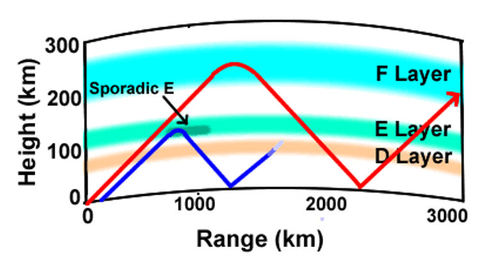 300
F Layer
Sporadic E
200
Height (km)
E Layer
100
D Layer
0
0
1000
2000
3000
Range (km)